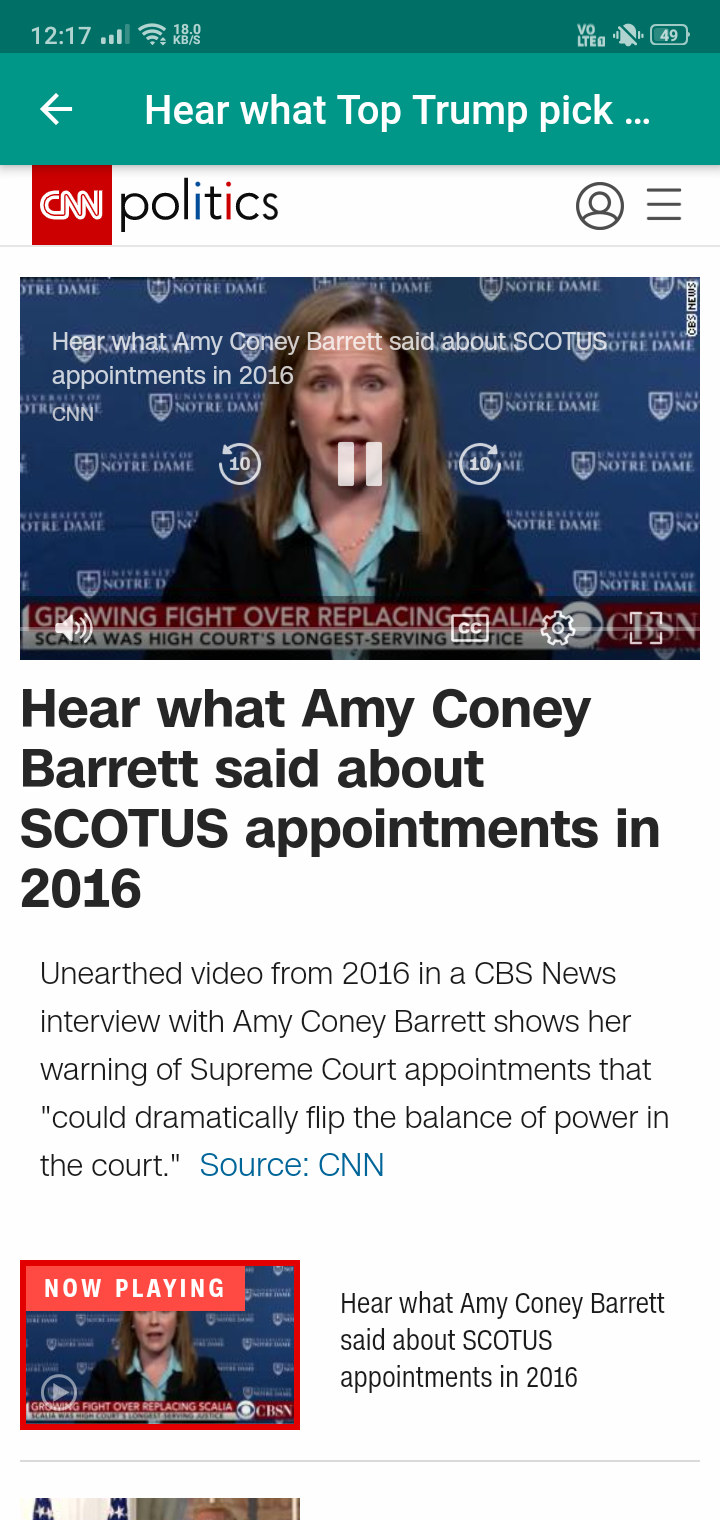 12:17 18.0 KB/S VO LTE 49
Hear what Top Trump pick ...
CNN politics
CBS NEWS
Hear what Amy Coney Barrett said about SCOTUS
appointments in 2016
CNN
UNIVERSITY OF
NOTRE DAME
10 10
GROWING FIGHT OVER REPLACING SCALIA
SCALIA WAS HIGH COURT'S LONGEST-SERVING JUSTICE
CC
CBSN
Hear what Amy Coney
Barrett said about
SCOTUS appointments in
2016
Unearthed video from 2016 in a CBS News
interview with Amy Coney Barrett shows her
warning of Supreme Court appointments that
"could dramatically flip the balance of power in
the court." Source: CNN
NOW PLAYING
GROWING FIGHT OVER REPLACING SCALIA
SCALIA WAS HIGH COURT'S LONGEST-SERVING JUSTICE
CBSN
Hear what Amy Coney Barrett
said about SCOTUS
appointments in 2016